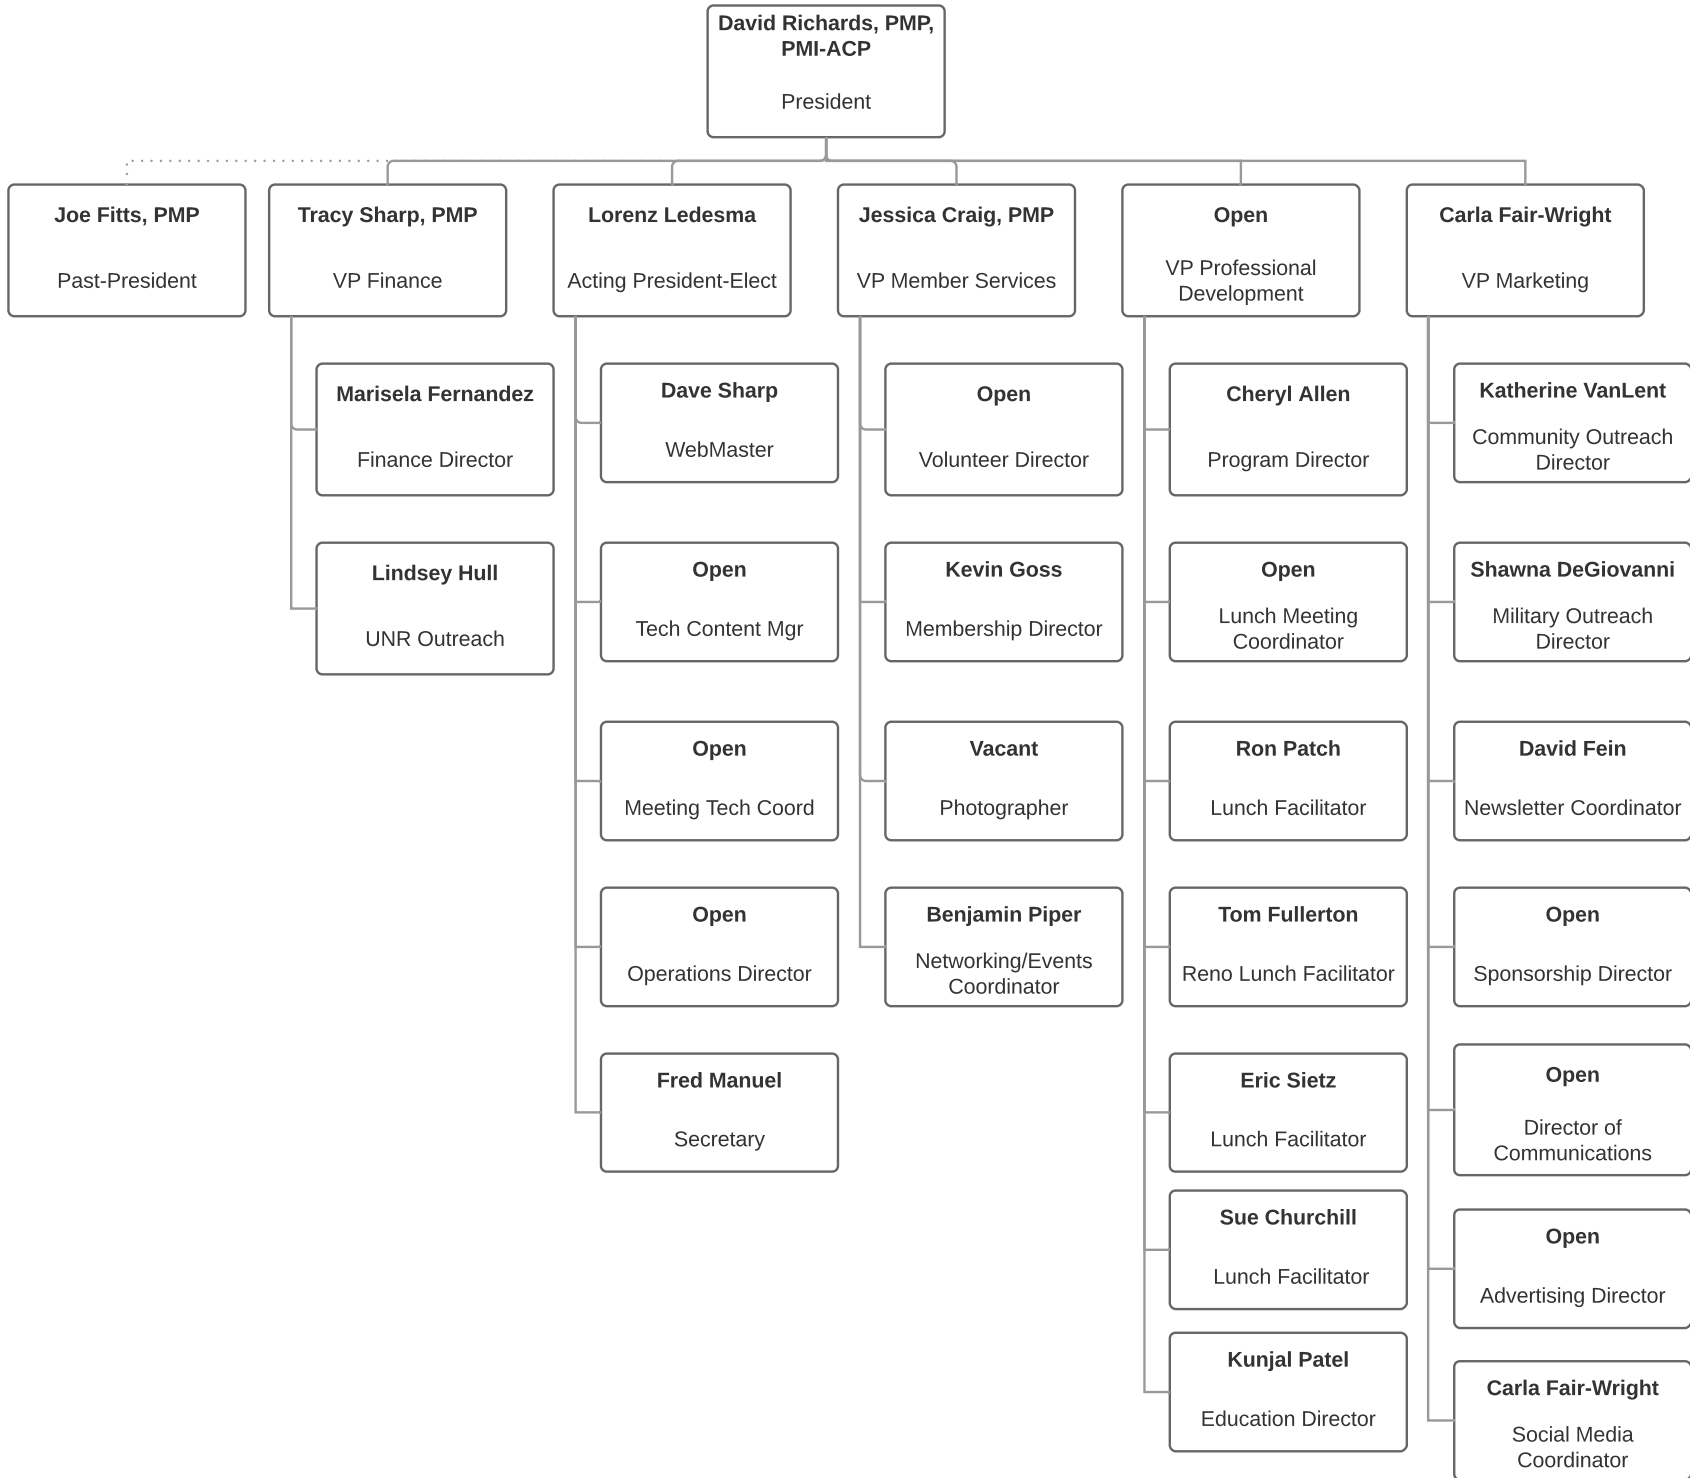 David Richards, PMP,
PMI-ACP
President
Joe Fitts, PMP
Past-President
Tracy Sharp, PMP
VP Finance
Lorenz Ledesma
Acting President-Elect
Jessica Craig, PMP
VP Member Services
Open
VP Professional
Development
Carla Fair-Wright
VP Marketing
Marisela Fernandez
Finance Director
Lindsey Hull
UNR Outreach
Dave Sharp
WebMaster
Open
Tech Content Mgr
Open
Meeting Tech Coord
Open
Operations Director
Fred Manuel
Secretary
Open
Volunteer Director
Kevin Goss
Membership Director
Vacant
Photographer
Benjamin Piper
Networking/Events
Coordinator
Cheryl Allen
Program Director
Open
Lunch Meeting
Coordinator
Ron Patch
Lunch Facilitator
Tom Fullerton
Reno Lunch Facilitator
Eric Sietz
Lunch Facilitator
Sue Churchill
Lunch Facilitator
Kunjal Patel
Education Director
Katherine VanLent
Community Outreach
Director
Shawna DeGiovanni
Military Outreach
Director
David Fein
Newsletter Coordinator
Open
Sponsorship Director
Open
Director of
Communications
Open
Advertising Director
Carla Fair-Wright
Social Media
Coordinator